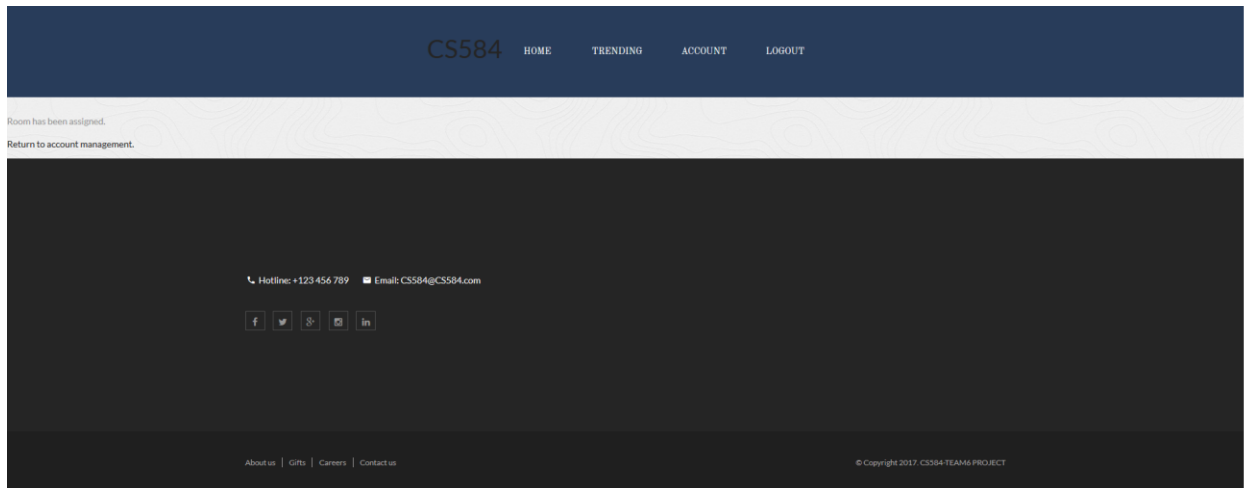 CS584 HOME TRENDING ACCOUNT LOGOUT
Room has been assigned.
Return to account management.
Hotline: +123 456 789 Email: CS584@CS584.com
About us | Gifts | Careers | Contact us © Copyright 2017. CS584-TEAM6 PROJECT